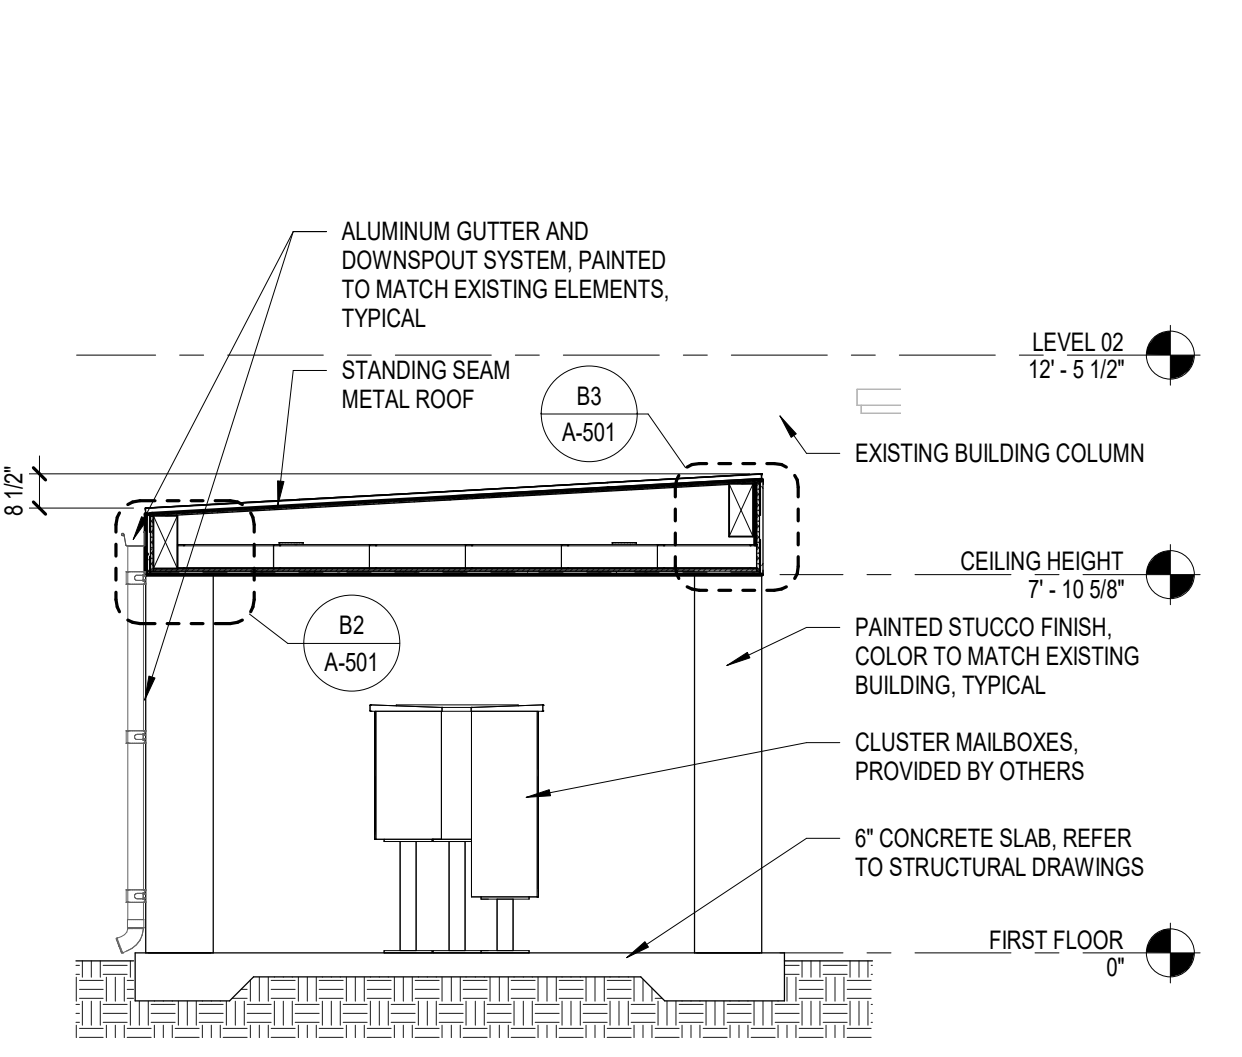 ALUMINUM GUTTER AND
DOWNSPOUT SYSTEM, PAINTED
TO MATCH EXISTING ELEMENTS,
TYPICAL
LEVEL 02
12' - 5 1/2"
STANDING SEAM
METAL ROOF
B3
A-501
EXISTING BUILDING COLUMN
8 1/2"
CEILING HEIGHT
7' - 10 5/8"
B2
A-501
PAINTED STUCCO FINISH,
COLOR TO MATCH EXISTING
BUILDING, TYPICAL
CLUSTER MAILBOXES,
PROVIDED BY OTHERS
6" CONCRETE SLAB, REFER
TO STRUCTURAL DRAWINGS
FIRST FLOOR
0"